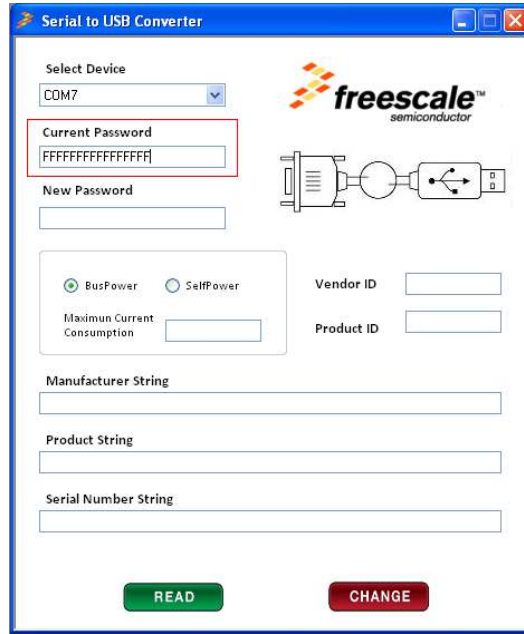 Serial to USB Converter
Select Device
COM7
freescale™
semiconductor
Current Password
FFFFFFFFFFFFFFFF
New Password
BusPower SelfPower
Maximun Current
Consumption
Vendor ID
Product ID
Manufacturer String
Product String
Serial Number String
READ CHANGE